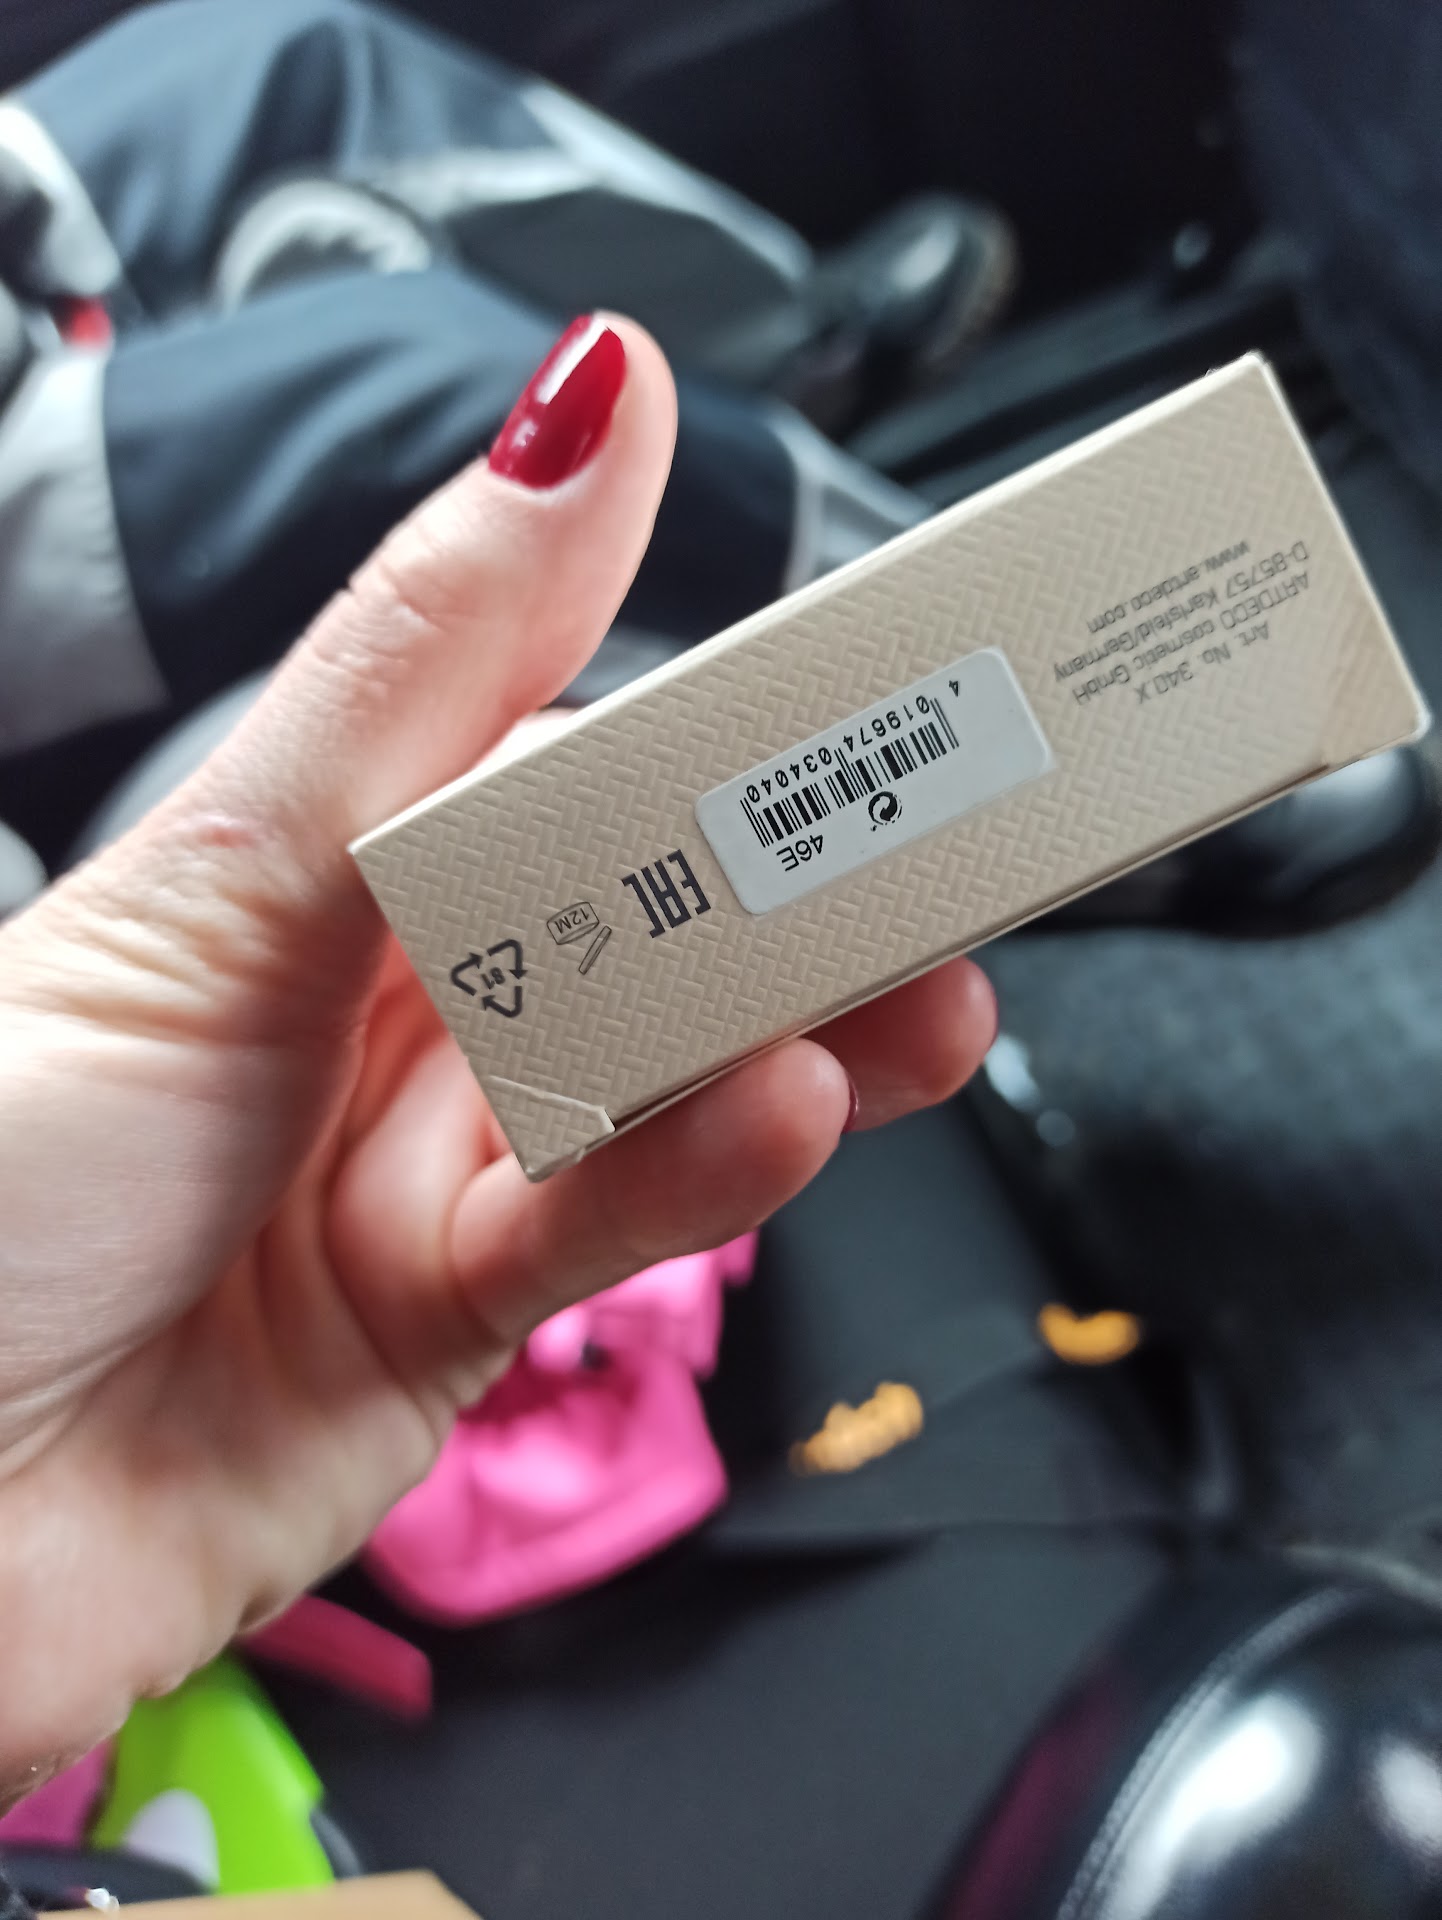 Art. No. 340.X
ARTDECO cosmetic GmbH
D-85757 Karlsfeld/Germany
www.artdeco.com
46E
4 019674 034040
EAC
12M
81